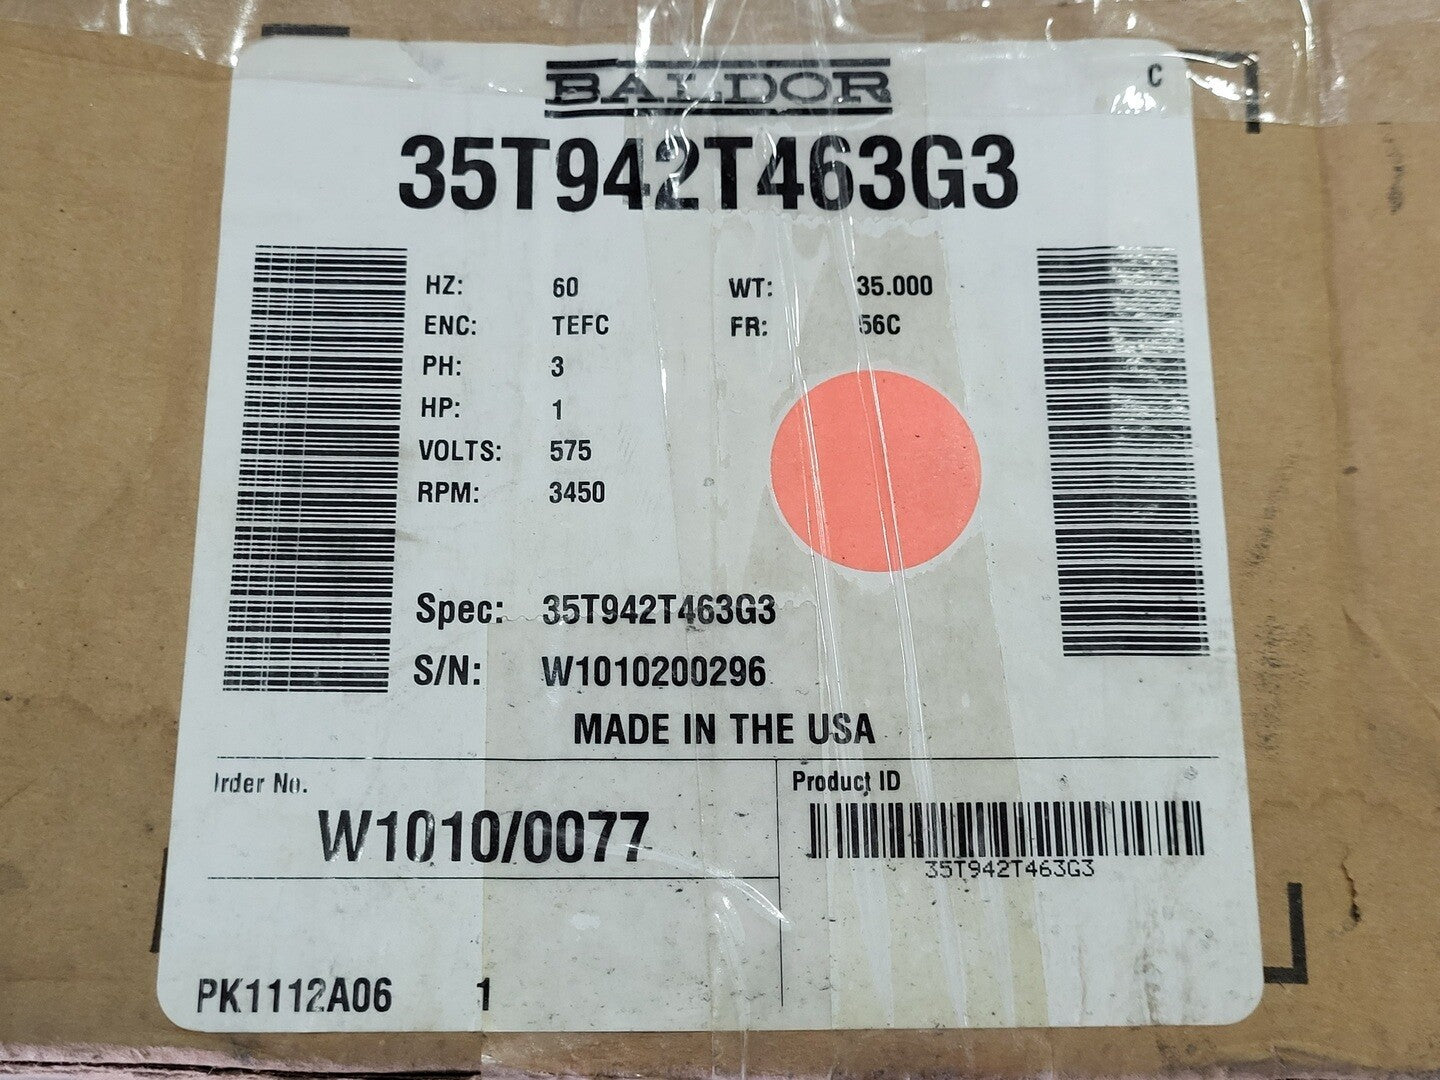 BALDOR
C
35T942T463G3
HZ: 60 WT: 35.000
ENC: TEFC FR: 56C
PH: 3
HP: 1
VOLTS: 575
RPM: 3450
Spec: 35T942T463G3
S/N: W1010200296
MADE IN THE USA
rder No. Product ID
W1010/0077
35T942T463G3
PK1112A06 1